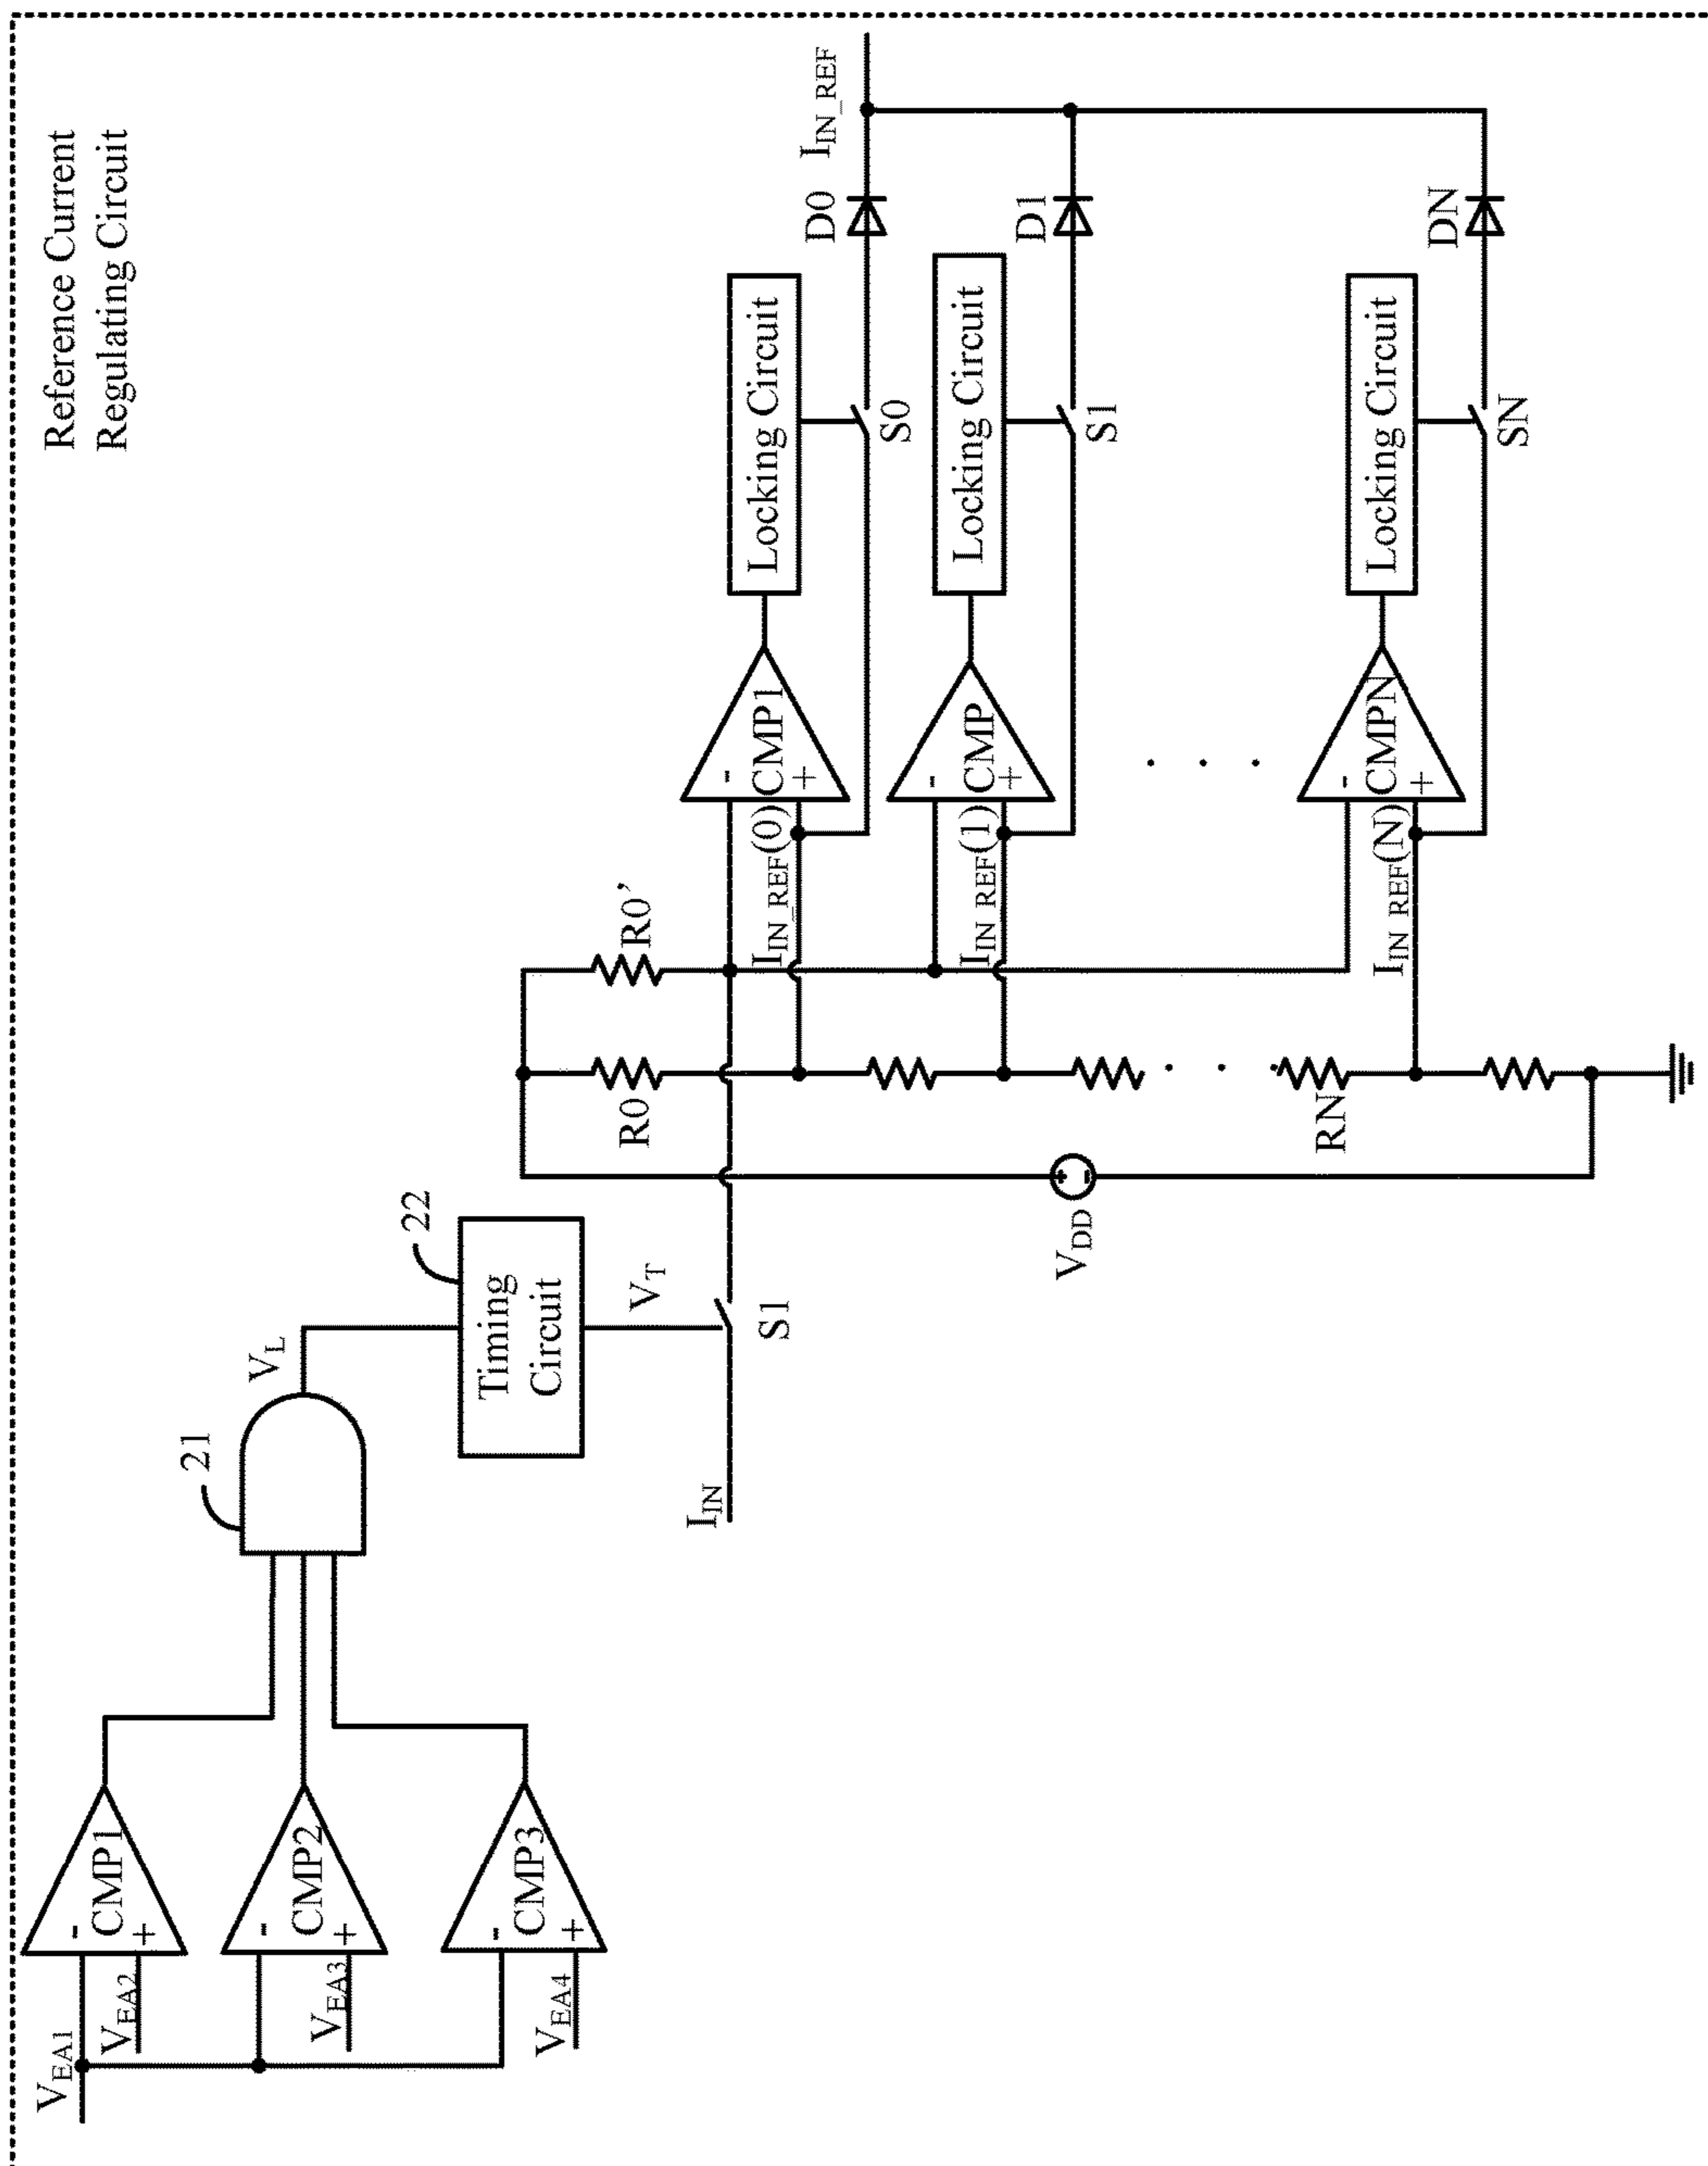 Reference Current
Regulating Circuit
V_EA1
V_EA2
-
CMP1
+
V_EA3
-
CMP2
+
V_EA4
-
CMP3
+
21
V_L
22
Timing
Circuit
V_T
I_IN
S1
V_DD
R0
R0'
RN
I_IN_REF(0)
-
CMP1
+
Locking Circuit
S0
D0
I_IN_REF
I_IN_REF(1)
-
CMP
+
Locking Circuit
S1
D1
. . .
. . .
I_IN_REF(N)
-
CMPN
+
Locking Circuit
SN
DN
+
-